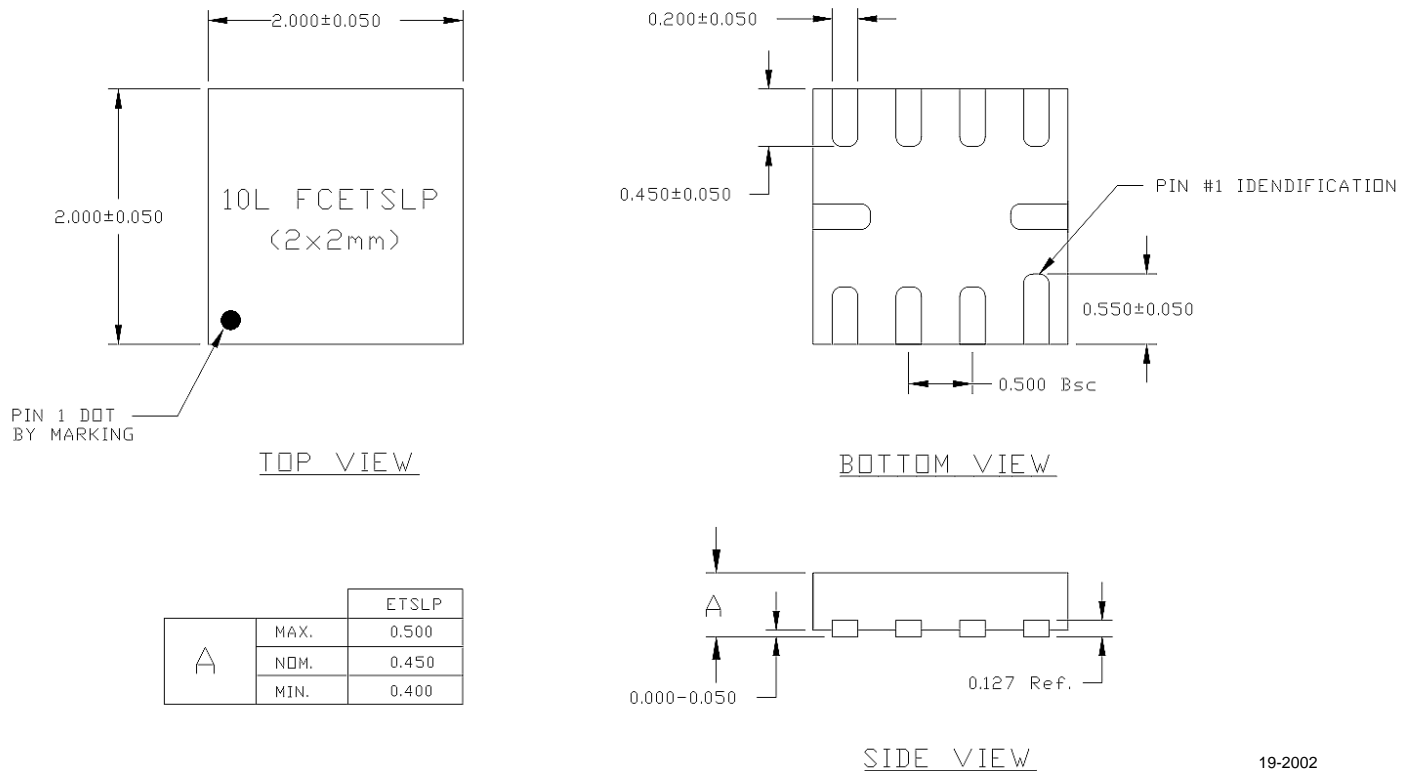 2.000±0.050
2.000±0.050
10L FCETSLP
(2x2mm)
PIN 1 DOT
BY MARKING
TOP VIEW
0.200±0.050
0.450±0.050
PIN #1 IDENDIFICATION
0.550±0.050
0.500 Bsc
BOTTOM VIEW
ETSLP
A
MAX. 0.500
NOM. 0.450
MIN. 0.400
A
0.000-0.050
0.127 Ref.
SIDE VIEW
19-2002